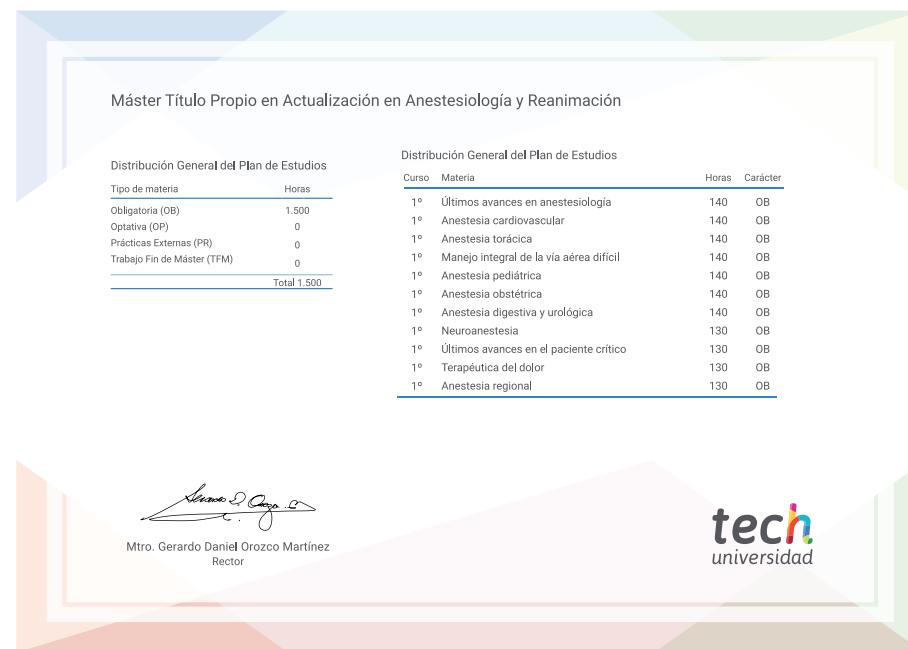 Máster Título Propio en Actualización en Anestesiología y Reanimación
Distribución General del Plan de Estudios
Tipo de materia Horas
Obligatoria (OB) 1.500
Optativa (OP) 0
Prácticas Externas (PR) 0
Trabajo Fin de Máster (TFM) 0
Total 1.500
Distribución General del Plan de Estudios
Curso Materia Horas Carácter
1º Últimos avances en anestesiología 140 OB
1º Anestesia cardiovascular 140 OB
1º Anestesia torácica 140 OB
1º Manejo integral de la vía aérea difícil 140 OB
1º Anestesia pediátrica 140 OB
1º Anestesia obstétrica 140 OB
1º Anestesia digestiva y urológica 140 OB
1º Neuroanestesia 130 OB
1º Últimos avances en el paciente crítico 130 OB
1º Terapéutica del dolor 130 OB
1º Anestesia regional 130 OB
Mtro. Gerardo Daniel Orozco Martínez
Rector
tech
universidad